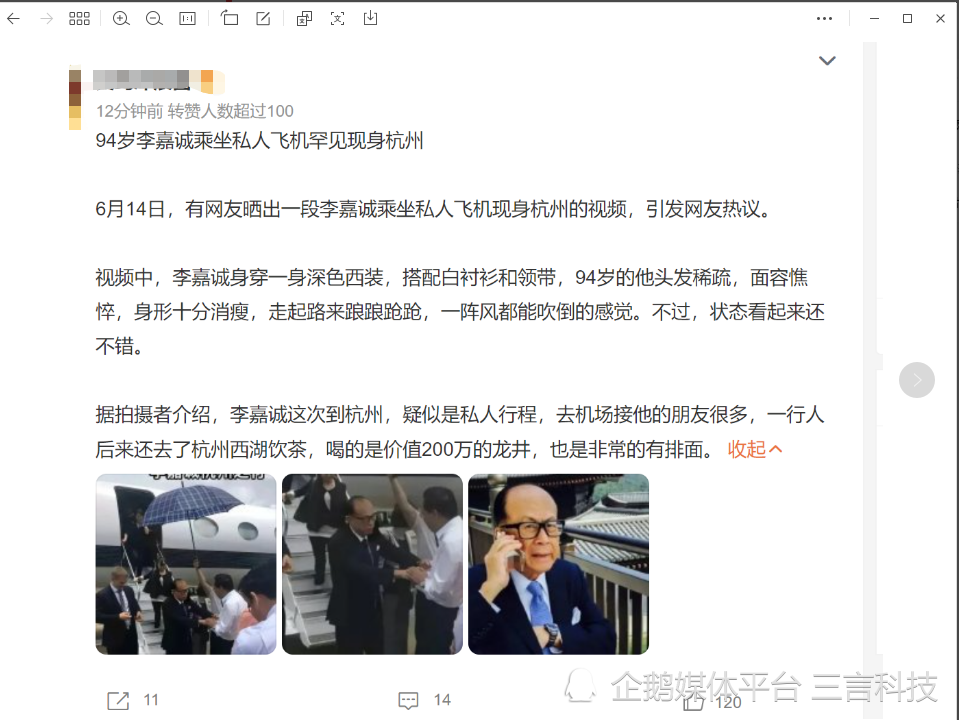 12分钟前 转赞人数超过100
94岁李嘉诚乘坐私人飞机罕见现身杭州
6月14日，有网友晒出一段李嘉诚乘坐私人飞机现身杭州的视频，引发网友热议。
视频中，李嘉诚身穿一身深色西装，搭配白衬衫和领带，94岁的他头发稀疏，面容憔
悴，身形十分消瘦，走起路来踉踉跄跄，一阵风都能吹倒的感觉。不过，状态看起来还
不错。
据拍摄者介绍，李嘉诚这次到杭州，疑似是私人行程，去机场接他的朋友很多，一行人
后来还去了杭州西湖饮茶，喝的是价值200万的龙井，也是非常的有排面。 收起
11
14
120
企鹅媒体平台 三言科技